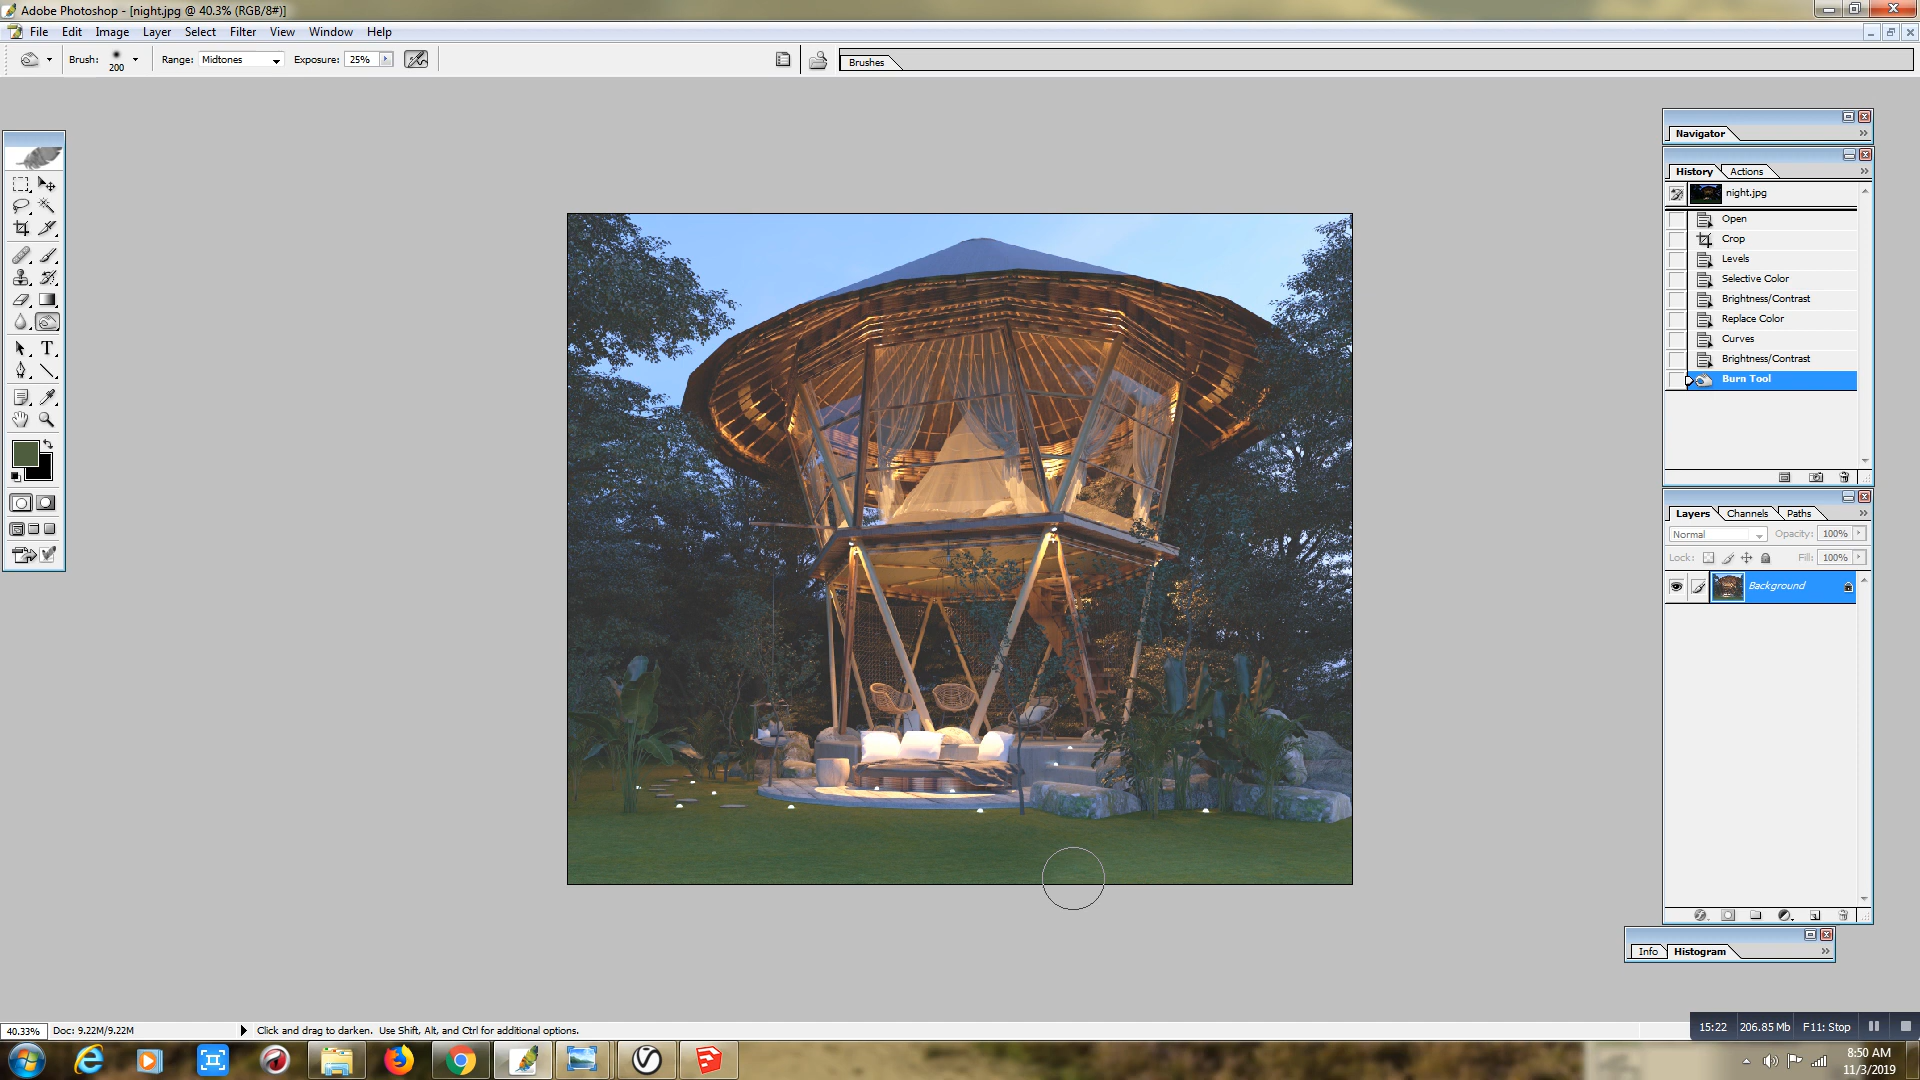 Adobe Photoshop - [night.jpg @ 40.3% (RGB/8#)]
File Edit Image Layer Select Filter View Window Help
Brush: 200 Range: Midtones Exposure: 25% Brushes
Navigator
History Actions
night.jpg
Open
Crop
Levels
Selective Color
Brightness/Contrast
Replace Color
Curves
Brightness/Contrast
Burn Tool
T
Layers Channels Paths
Normal Opacity: 100%
Lock: Fill: 100%
Background
Info Histogram
40.33% Doc: 9.22M/9.22M Click and drag to darken. Use Shift, Alt, and Ctrl for additional options.
15:22 206.85 Mb F11: Stop
8:50 AM
11/3/2019